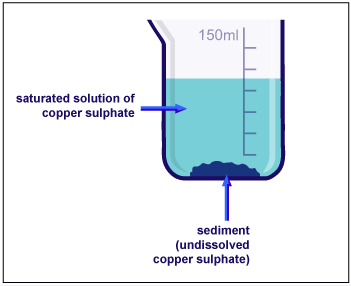 150ml
saturated solution of
copper sulphate
sediment
(undissolved
copper sulphate)